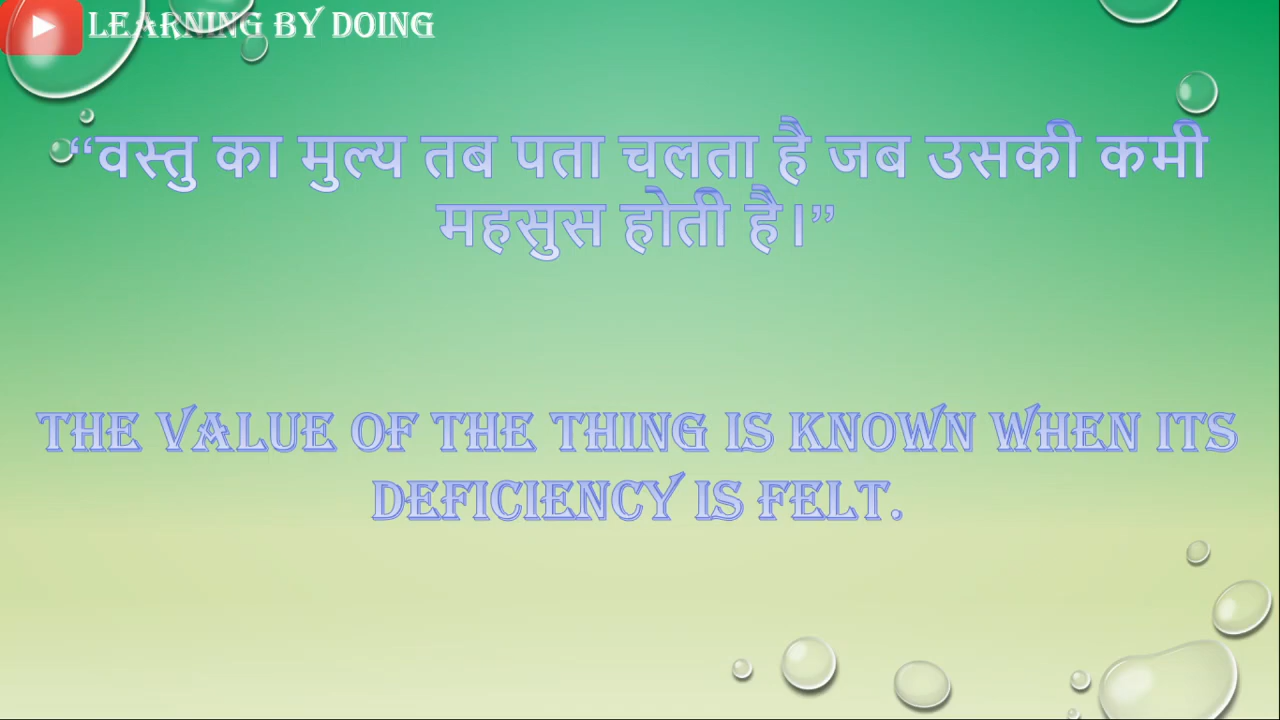 LEARNING BY DOING
“वस्तु का मुल्य तब पता चलता है जब उसकी कमी
महसुस होती है।”
THE VALUE OF THE THING IS KNOWN WHEN ITS
DEFICIENCY IS FELT.